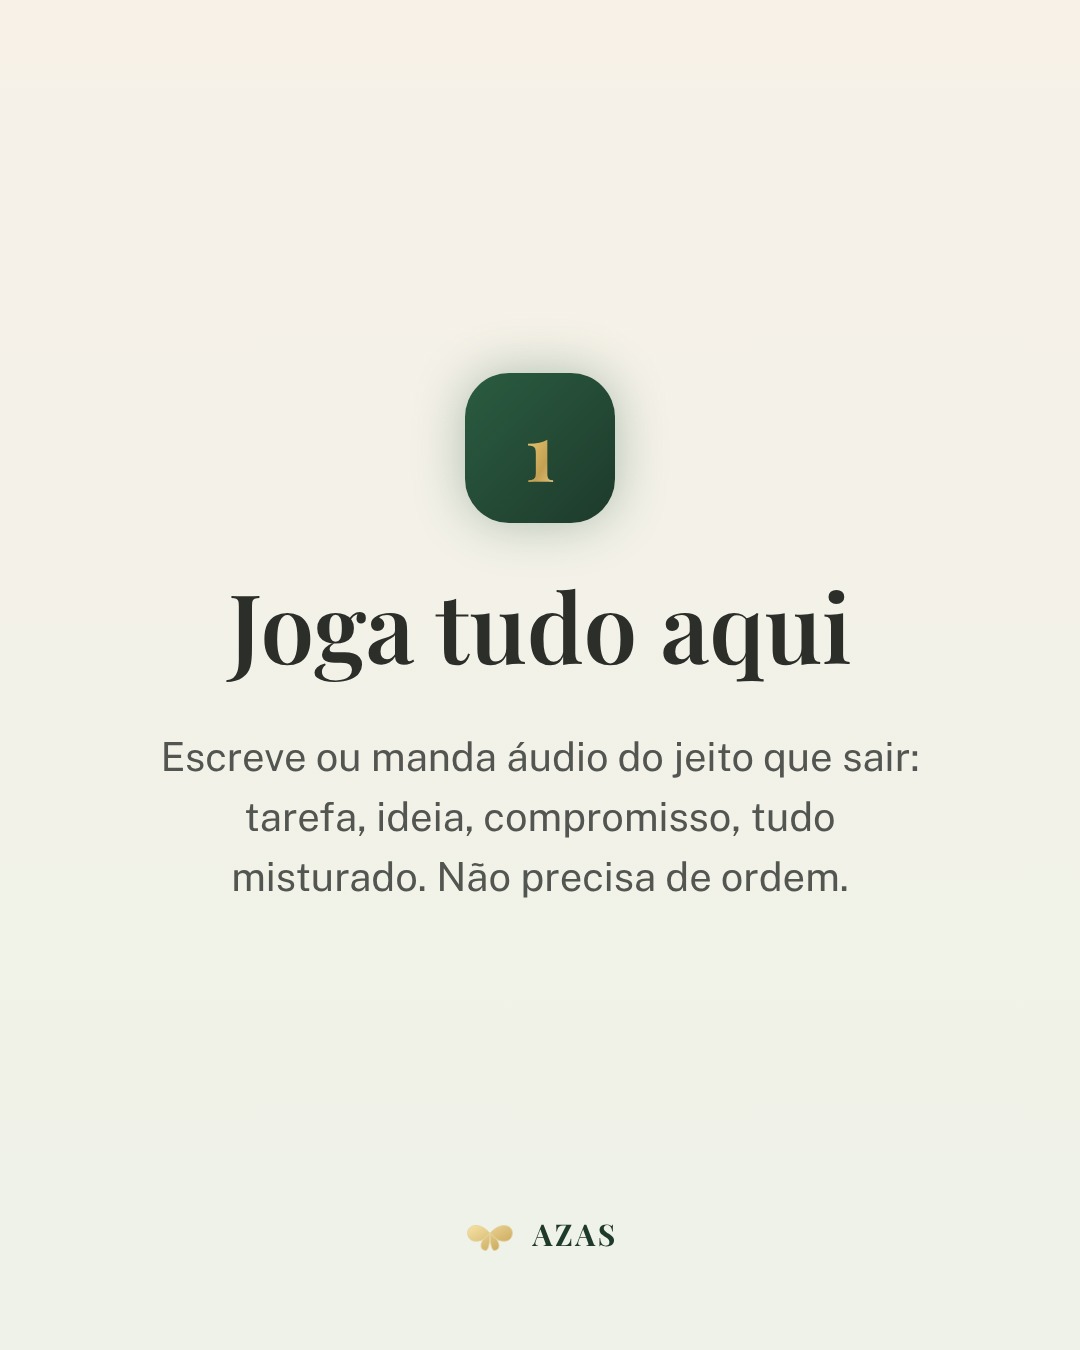 1
Joga tudo aqui
Escreve ou manda áudio do jeito que sair:
tarefa, ideia, compromisso, tudo
misturado. Não precisa de ordem.
AZAS